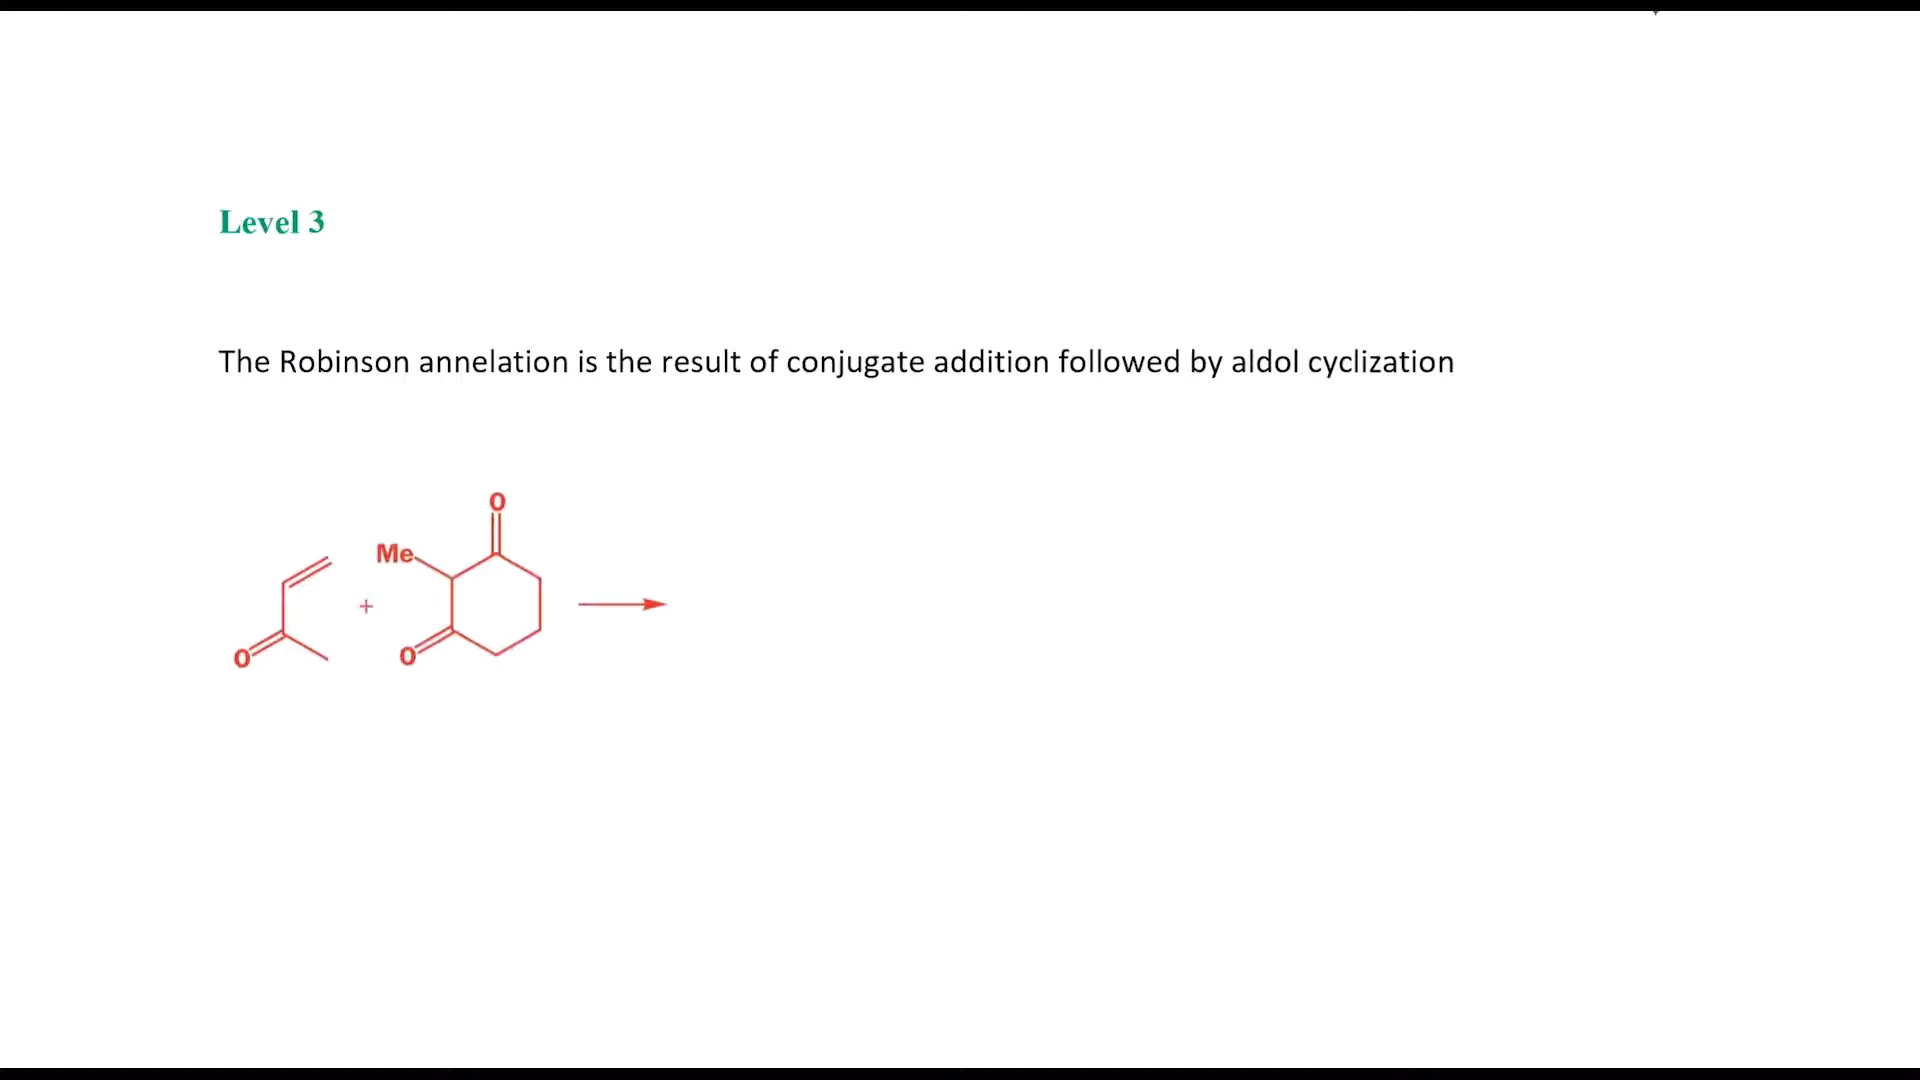 Level 3
The Robinson annelation is the result of conjugate addition followed by aldol cyclization
O
Me
+
O
O